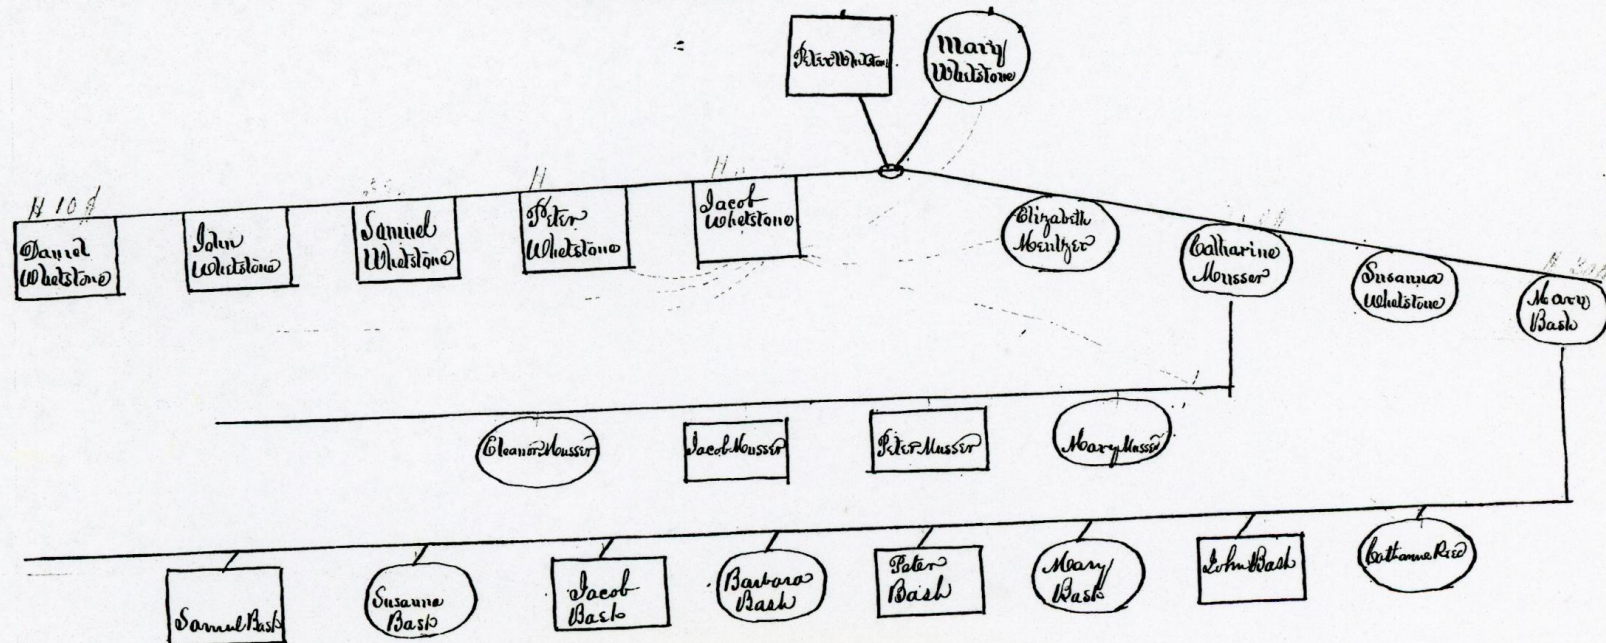 Peter Whetstone
Mary
Whetstone
Daniel
Whetstone
John
Whetstone
Samuel
Whetstone
Peter
Whetstone
Jacob
Whetstone
Elizabeth
Mentzer
Catharine
Musser
Susanna
Whetstone
Mary
Bash
Eleanor Musser
Jacob Musser
Peter Musser
Mary Musser
Samuel Bash
Susanna
Bash
Jacob
Bash
Barbara
Bash
Peter
Bash
Mary
Bash
John Bash
Catharine Rice